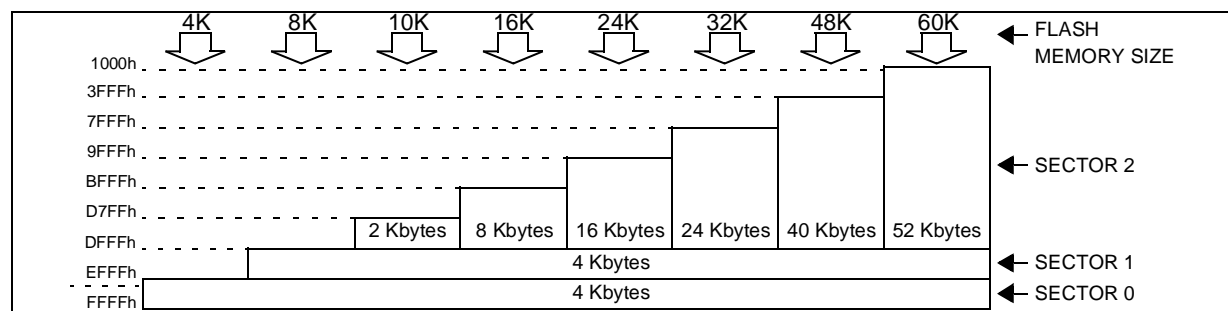 4K 8K 10K 16K 24K 32K 48K 60K
FLASH
MEMORY SIZE
1000h
3FFFh
7FFFh
9FFFh
SECTOR 2
BFFFh
D7FFh
2 Kbytes 8 Kbytes 16 Kbytes 24 Kbytes 40 Kbytes 52 Kbytes
DFFFh
4 Kbytes SECTOR 1
EFFFh
4 Kbytes SECTOR 0
FFFFh